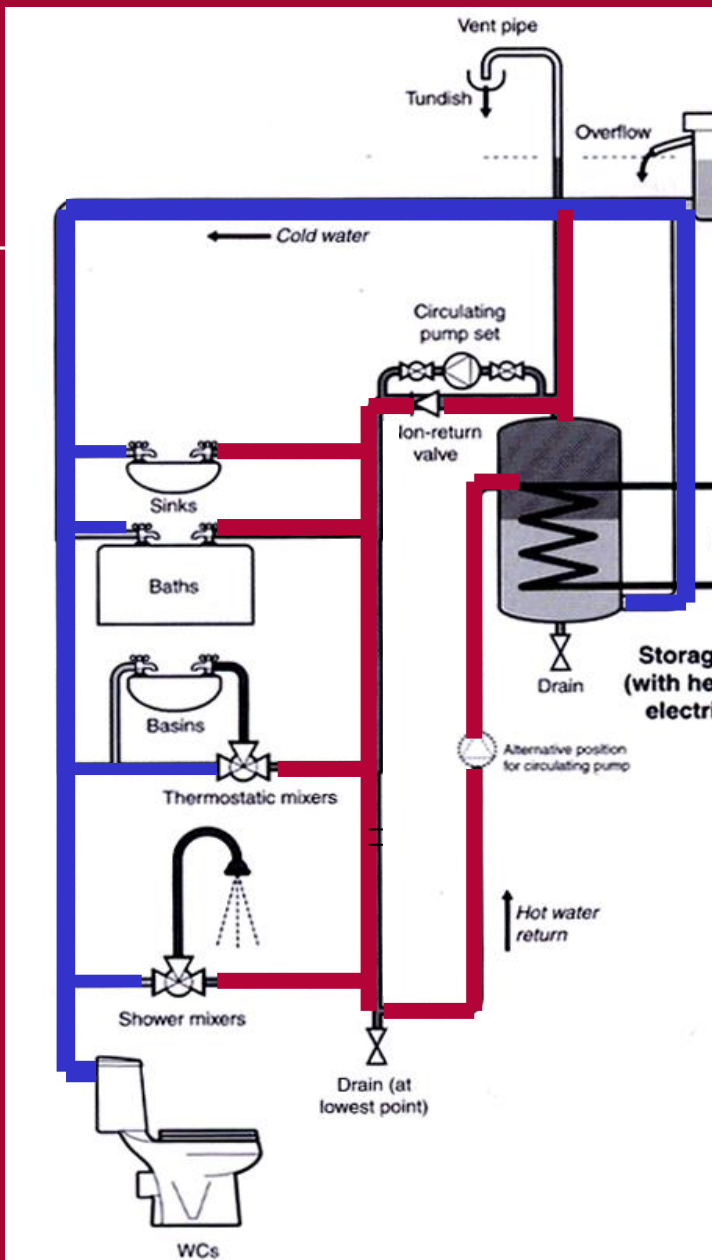 Vent pipe
Tundish
Overflow
Cold water
Circulating
pump set
Ion-return
valve
Sinks
Baths
Drain
Storag
(with he
electri
Basins
Alternative position
for circulating pump
Thermostatic mixers
Hot water
return
Shower mixers
Drain (at
lowest point)
WCs